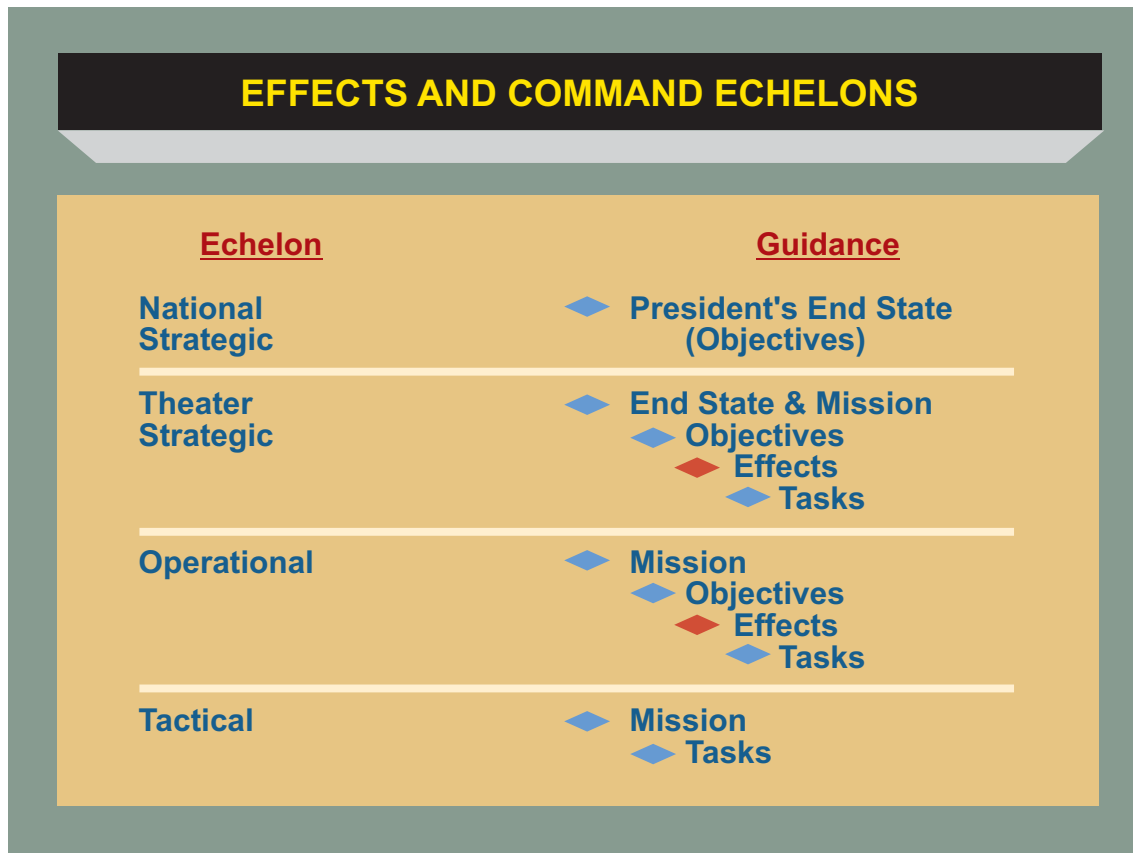 EFFECTS AND COMMAND ECHELONS
Echelon
Guidance
National
Strategic
President's End State
(Objectives)
Theater
Strategic
End State & Mission
Objectives
Effects
Tasks
Operational
Mission
Objectives
Effects
Tasks
Tactical
Mission
Tasks